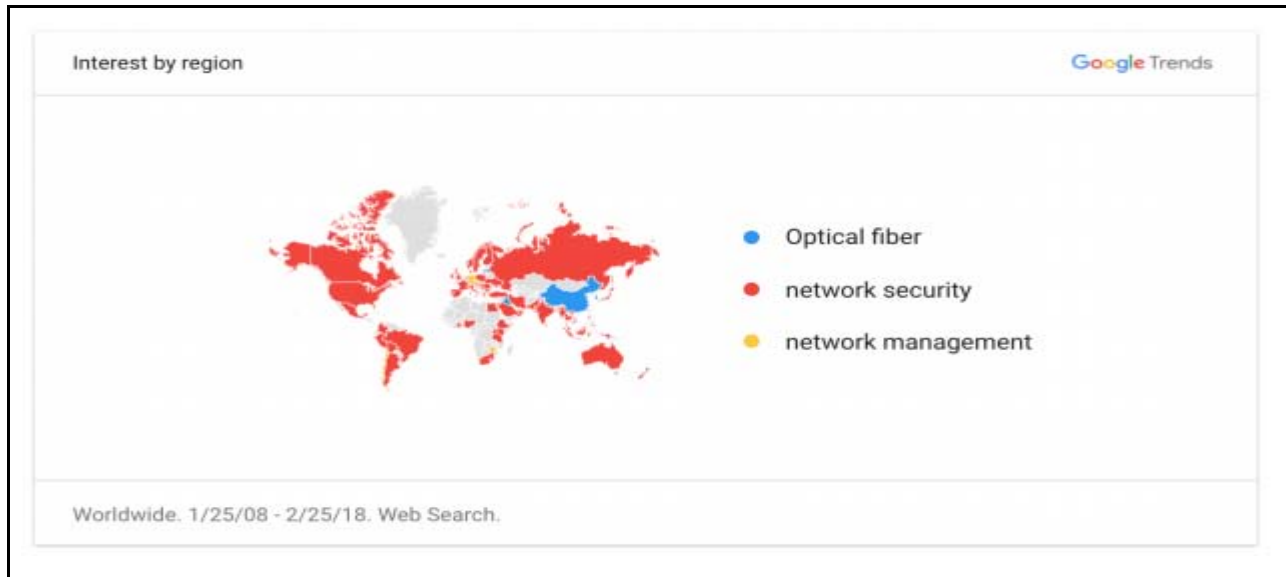 Interest by region
Google Trends
Optical fiber
network security
network management
Worldwide. 1/25/08 - 2/25/18. Web Search.